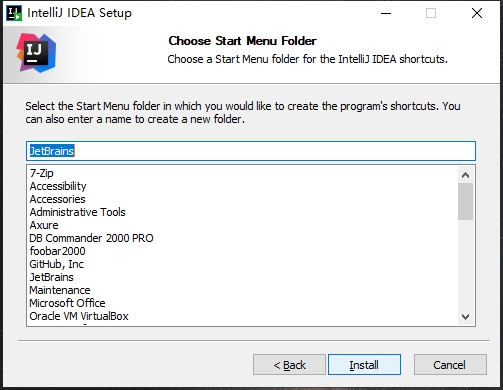 IntelliJ IDEA Setup
IJ
Choose Start Menu Folder
Choose a Start Menu folder for the IntelliJ IDEA shortcuts.
Select the Start Menu folder in which you would like to create the program's shortcuts. You
can also enter a name to create a new folder.
JetBrains
7-Zip
Accessibility
Accessories
Administrative Tools
Axure
DB Commander 2000 PRO
foobar2000
GitHub, Inc
JetBrains
Maintenance
Microsoft Office
Oracle VM VirtualBox
< Back
Install
Cancel